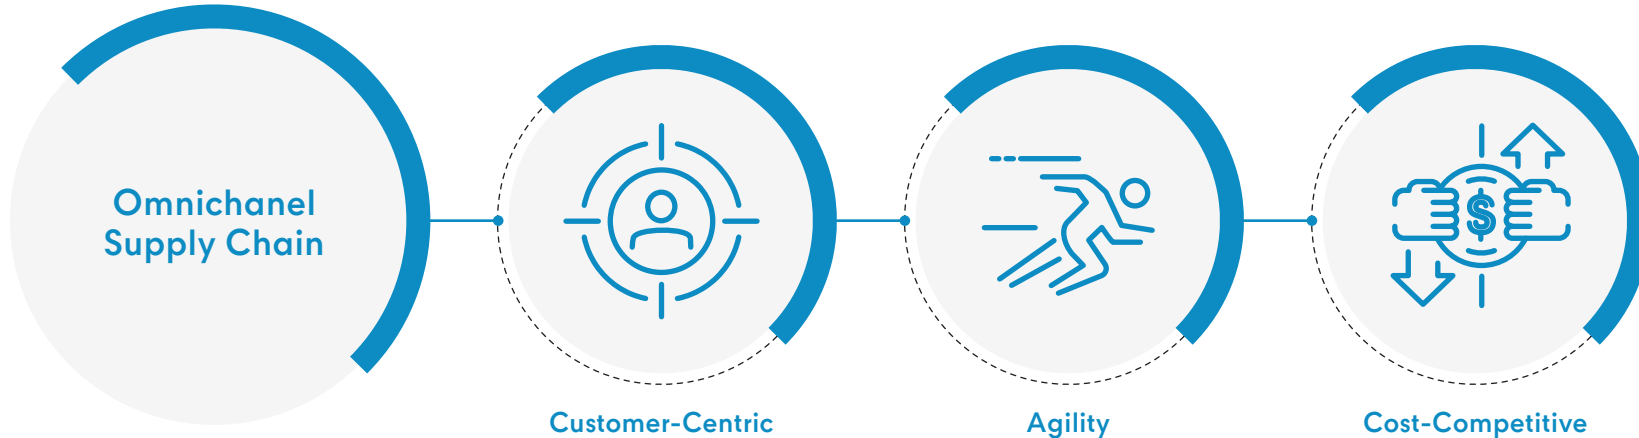 Omnichanel
Supply Chain
$
Customer-Centric
Agility
Cost-Competitive